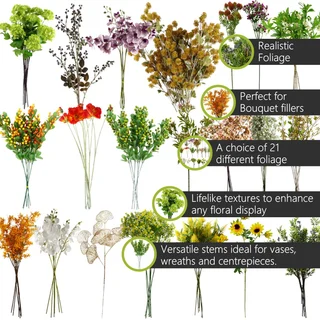 Realistic
Foliage
Perfect for
Bouquet fillers
A choice of 21
different foliage
Lifelike textures to enhance
any floral display
Versatile stems ideal for vases,
wreaths and centrepieces.